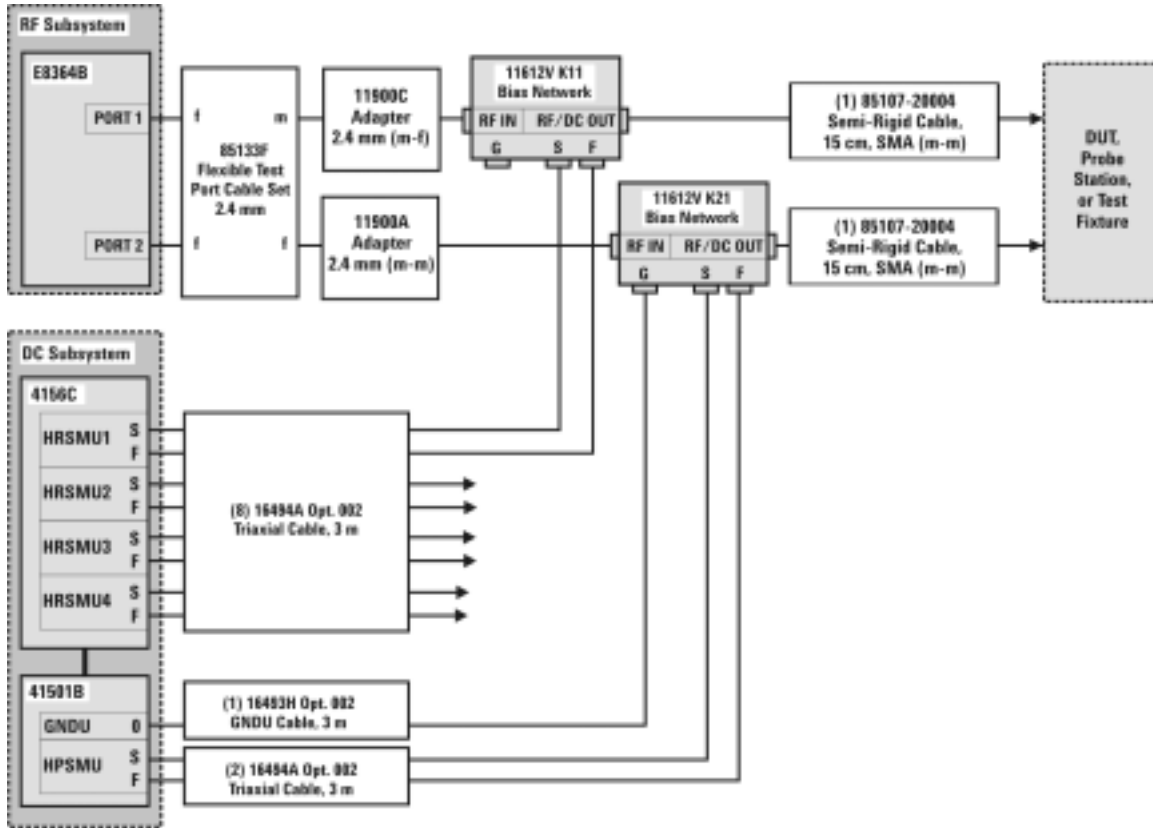 RF Subsystem
E8364B
PORT 1
PORT 2
f
m
85133F
Flexible Test
Port Cable Set
2.4 mm
f
f
11900C
Adapter
2.4 mm (m-f)
11900A
Adapter
2.4 mm (m-m)
11612V K11
Bias Network
RF IN
RF/DC OUT
G
S
F
11612V K21
Bias Network
RF IN
RF/DC OUT
G
S
F
(1) 85107-20004
Semi-Rigid Cable,
15 cm, SMA (m-m)
(1) 85107-20004
Semi-Rigid Cable,
15 cm, SMA (m-m)
DUT,
Probe
Station,
or Test
Fixture
DC Subsystem
4156C
HRSMU1
S
F
HRSMU2
S
F
HRSMU3
S
F
HRSMU4
S
F
(8) 16494A Opt. 002
Triaxial Cable, 3 m
41501B
GNDU
0
HPSMU
S
F
(1) 16493H Opt. 002
GNDU Cable, 3 m
(2) 16494A Opt. 002
Triaxial Cable, 3 m